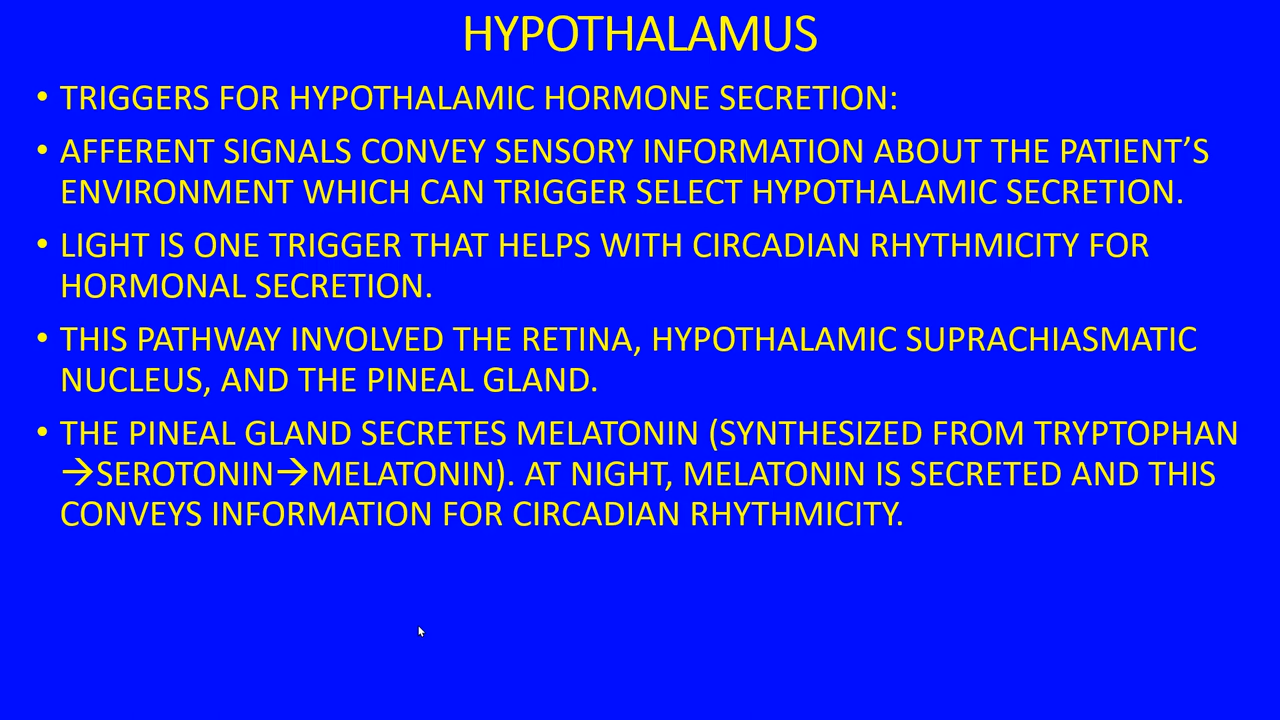 HYPOTHALAMUS
• TRIGGERS FOR HYPOTHALAMIC HORMONE SECRETION:
• AFFERENT SIGNALS CONVEY SENSORY INFORMATION ABOUT THE PATIENT’S
ENVIRONMENT WHICH CAN TRIGGER SELECT HYPOTHALAMIC SECRETION.
• LIGHT IS ONE TRIGGER THAT HELPS WITH CIRCADIAN RHYTHMICITY FOR
HORMONAL SECRETION.
• THIS PATHWAY INVOLVED THE RETINA, HYPOTHALAMIC SUPRACHIASMATIC
NUCLEUS, AND THE PINEAL GLAND.
• THE PINEAL GLAND SECRETES MELATONIN (SYNTHESIZED FROM TRYPTOPHAN
→SEROTONIN→MELATONIN). AT NIGHT, MELATONIN IS SECRETED AND THIS
CONVEYS INFORMATION FOR CIRCADIAN RHYTHMICITY.